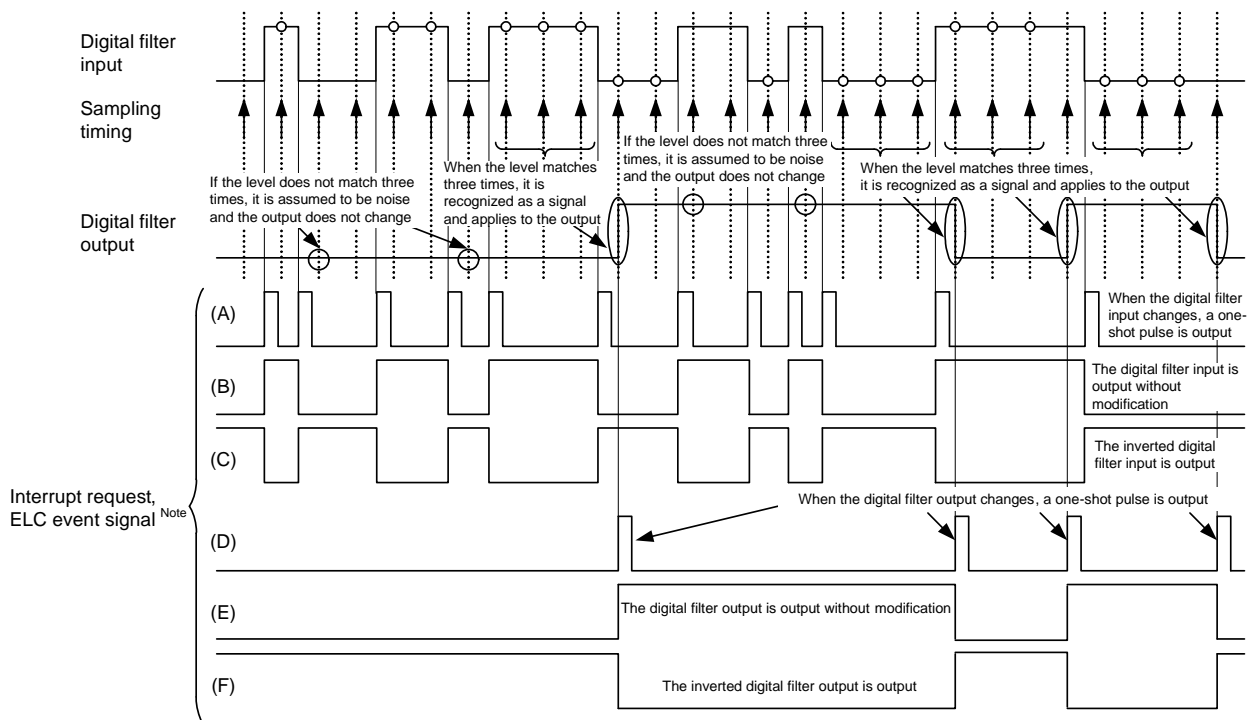 Digital filter
input
Sampling
timing
If the level does not match three
times, it is assumed to be noise
and the output does not change
When the level matches
three times, it is
recognized as a signal
and applies to the output
If the level does not match three
times, it is assumed to be noise
and the output does not change
When the level matches three times,
it is recognized as a signal and applies to the output
Digital filter
output
(A)
When the digital filter
input changes, a one-
shot pulse is output
(B)
The digital filter input is
output without
modification
(C)
The inverted digital
filter input is output
Interrupt request,
ELC event signal Note
When the digital filter output changes, a one-shot pulse is output
(D)
(E)
The digital filter output is output without modification
(F)
The inverted digital filter output is output